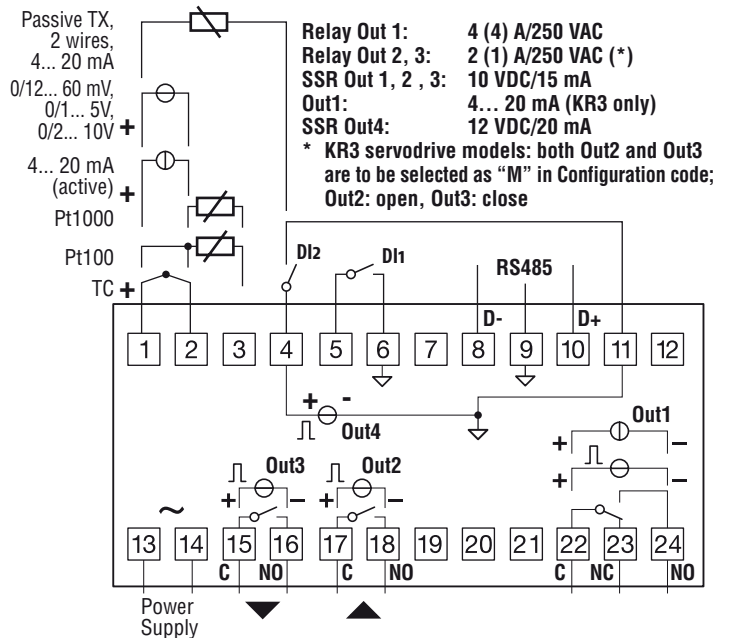 Passive TX,
2 wires,
4... 20 mA
0/12... 60 mV,
0/1... 5V,
0/2... 10V +
4... 20 mA
(active) +
Pt1000
Pt100
TC +
Relay Out 1: 4 (4) A/250 VAC
Relay Out 2, 3: 2 (1) A/250 VAC (*)
SSR Out 1, 2 , 3: 10 VDC/15 mA
Out1: 4... 20 mA (KR3 only)
SSR Out4: 12 VDC/20 mA
* KR3 servodrive models: both Out2 and Out3
are to be selected as “M” in Configuration code;
Out2: open, Out3: close
DI2 DI1 RS485
D- D+
1 2 3 4 5 6 7 8 9 10 11 12
+ -
Out4
Out1
+ −
+ −
Out3 Out2
+ − + −
~
13 14 15 16 17 18 19 20 21 22 23 24
C NO C NO C NC NO
Power
Supply